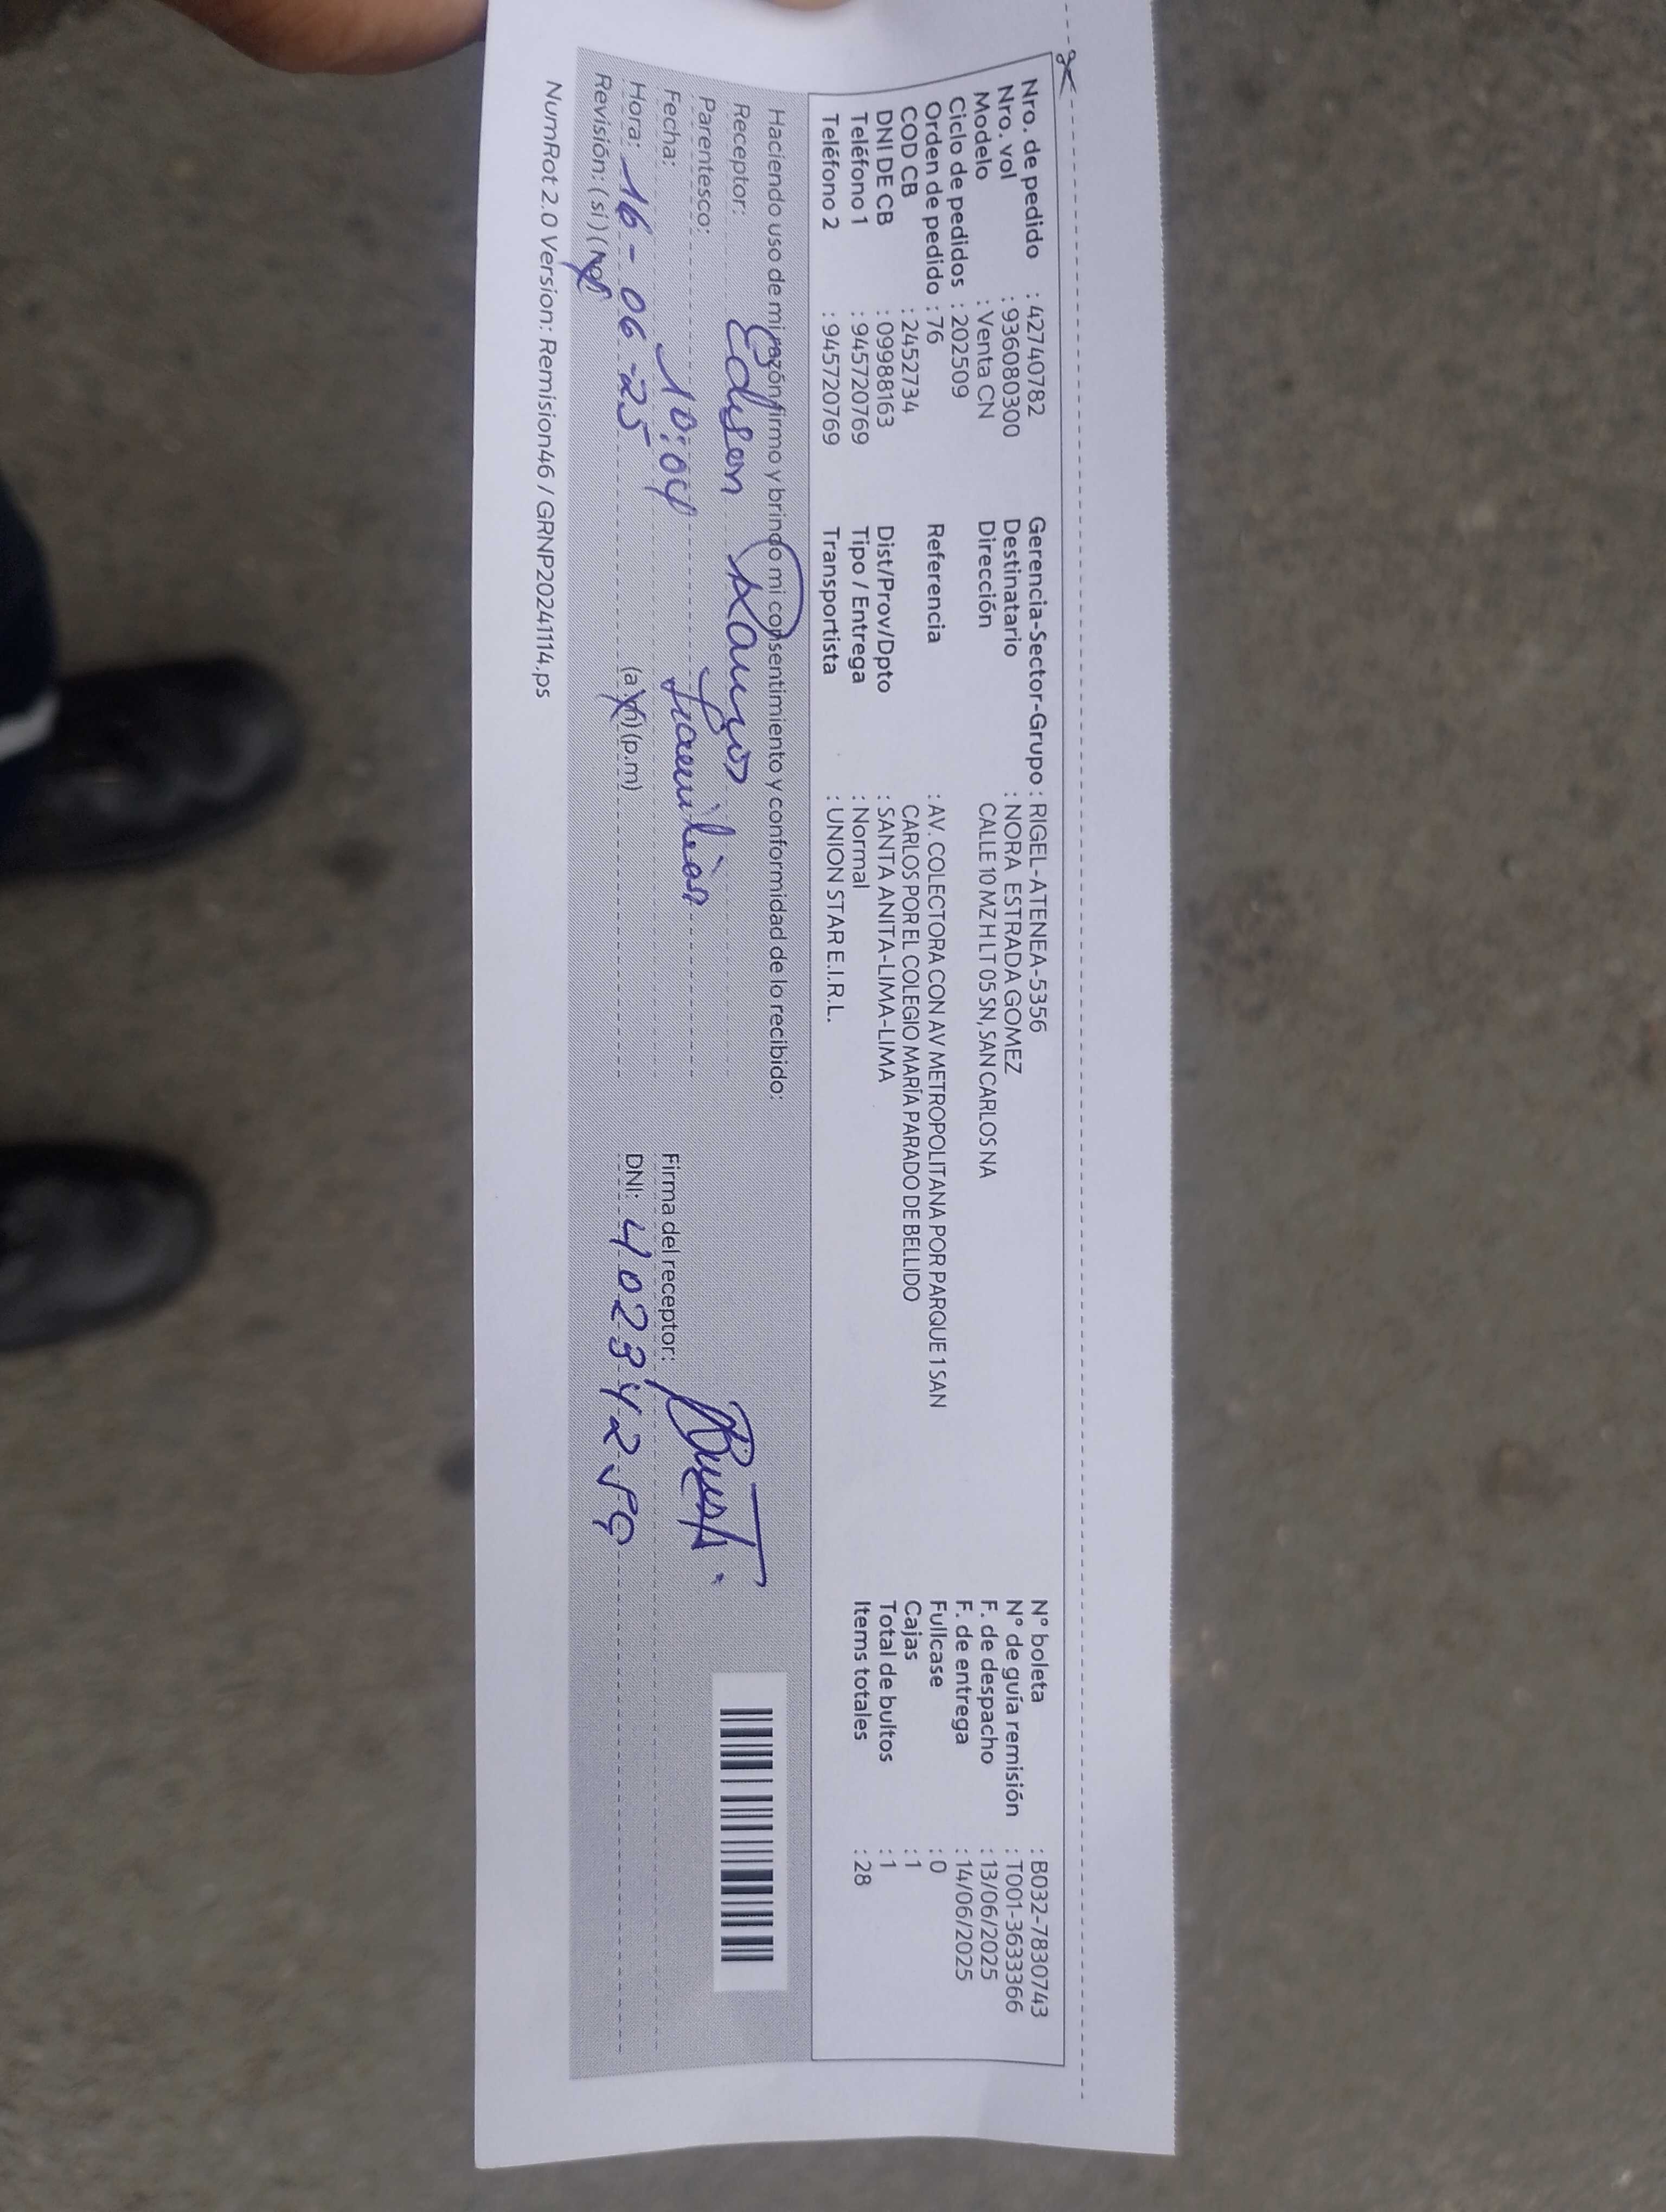 Nro. de pedido : 42740782
Nro. vol : 936080300
Modelo : Venta CN
Ciclo de pedidos : 202509
Orden de pedido : 76
COD CB : 2452734
DNI DE CB : 09988163
Teléfono 1 : 945720769
Teléfono 2 : 945720769
Gerencia-Sector-Grupo : RIGEL-ATENEA-5356
Destinatario : NORA ESTRADA GOMEZ
Dirección CALLE 10 MZ H LT 05 SN, SAN CARLOS NA
Referencia : AV. COLECTORA CON AV METROPOLITANA POR PARQUE 1 SAN
CARLOS POR EL COLEGIO MARÍA PARADO DE BELLIDO
Dist/Prov/Dpto : SANTA ANITA-LIMA-LIMA
Tipo / Entrega : Normal
Transportista : UNION STAR E.I.R.L.
N° boleta : B032-7830743
N° de guía remisión : T001-3633366
F. de despacho : 13/06/2025
F. de entrega : 14/06/2025
Fullcase : 0
Cajas : 1
Total de bultos : 1
Items totales : 28
Haciendo uso de mi razón firmo y brindo mi consentimiento y conformidad de lo recibido:
Receptor: Edison
Parentesco: familiar
Fecha: 10:04
Hora: 16-06-25 (a.m) (p.m)
Revisión: (si) (No)
Firma del receptor:
DNI: 40234259
NumRot 2.0 Version: Remision46 / GRNP20241114.ps